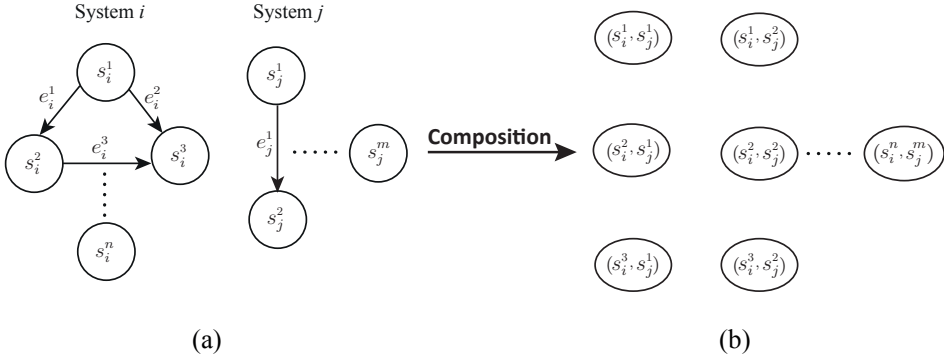 System i
System j
s_i^1
e_i^1
e_i^2
s_i^2
e_i^3
s_i^3
s_i^n
s_j^1
e_j^1
s_j^m
s_j^2
Composition
(s_i^1, s_j^1)
(s_i^1, s_j^2)
(s_i^2, s_j^1)
(s_i^2, s_j^2)
(s_i^n, s_j^m)
(s_i^3, s_j^1)
(s_i^3, s_j^2)
(a)
(b)